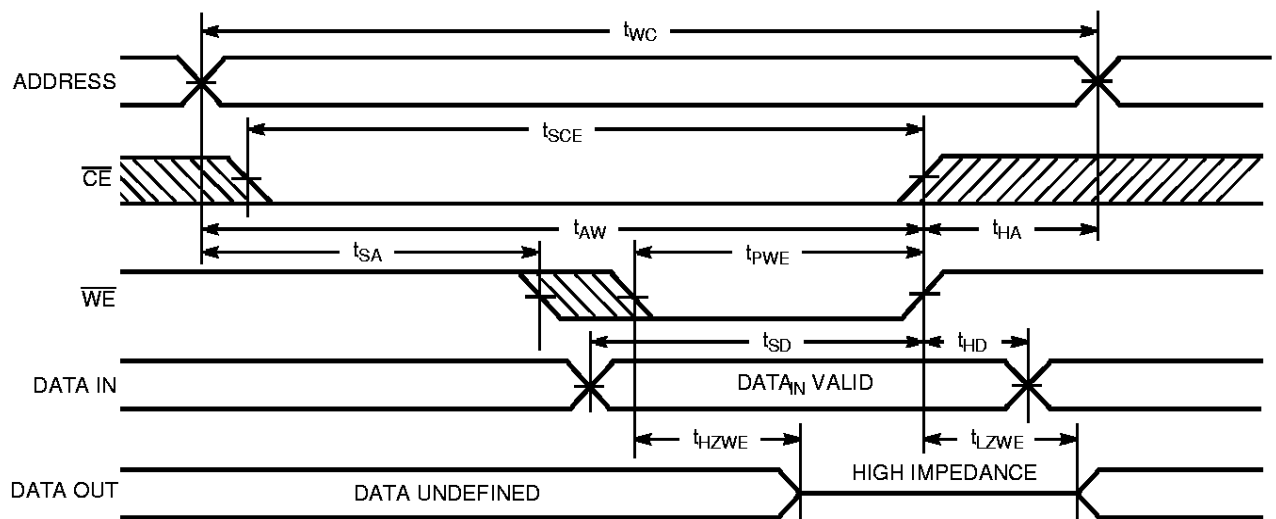 tWC
ADDRESS
tSCE
CE
tAW
tHA
tSA
tPWE
WE
tSD
tHD
DATA IN
DATAIN VALID
tHZWE
tLZWE
HIGH IMPEDANCE
DATA OUT
DATA UNDEFINED